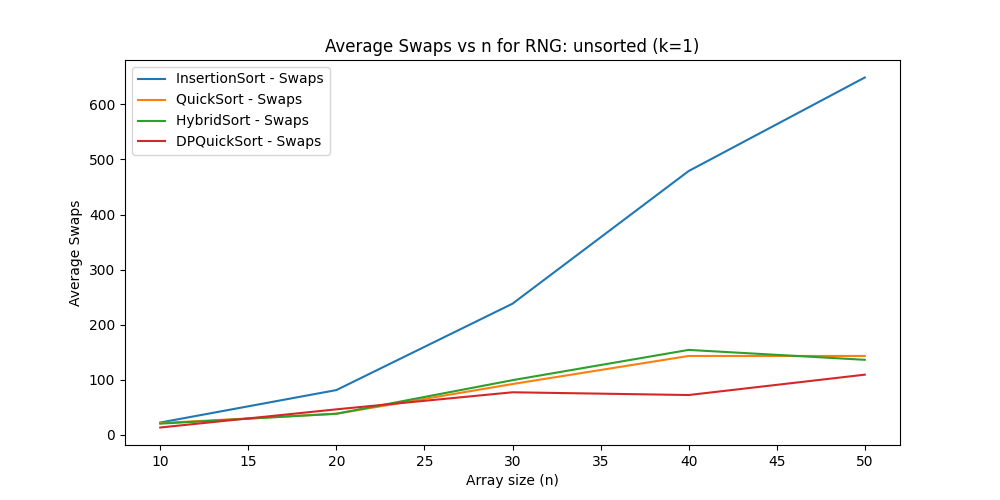 Average Swaps vs n for RNG: unsorted (k=1)
InsertionSort - Swaps
QuickSort - Swaps
HybridSort - Swaps
DPQuickSort - Swaps
Average Swaps
600
500
400
300
200
100
0
10 15 20 25 30 35 40 45 50
Array size (n)